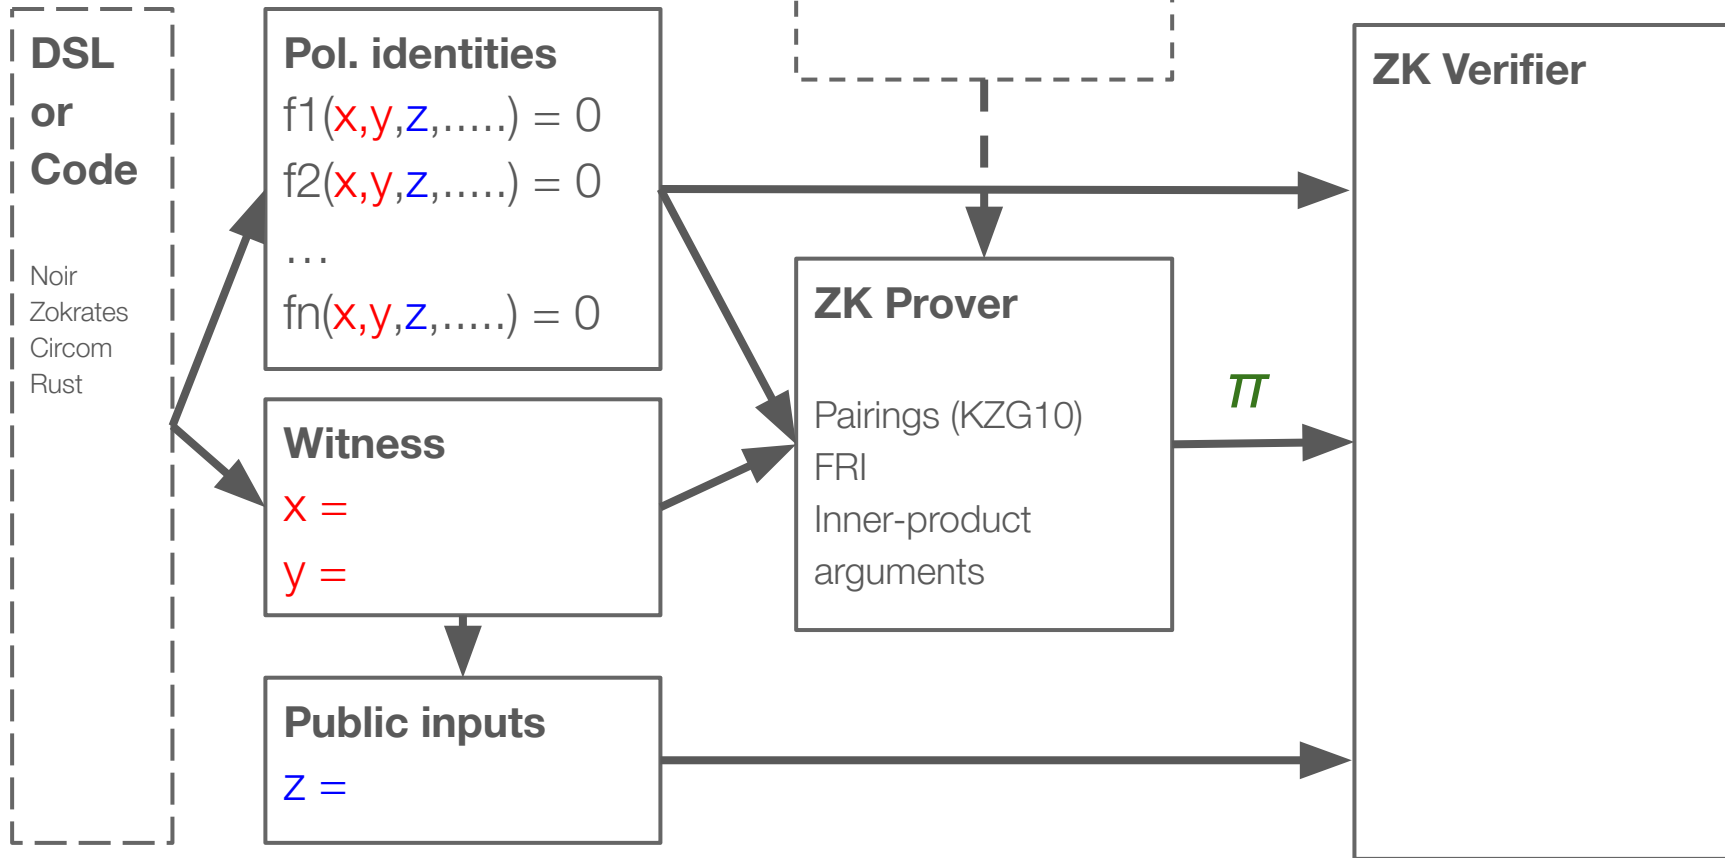 DSL
or
Code
Noir
Zokrates
Circom
Rust
Pol. identities
f1(x,y,z,.....) = 0
f2(x,y,z,.....) = 0
...
fn(x,y,z,.....) = 0
Witness
x =
y =
Public inputs
z =
ZK Prover
Pairings (KZG10)
FRI
Inner-product
arguments
π
ZK Verifier